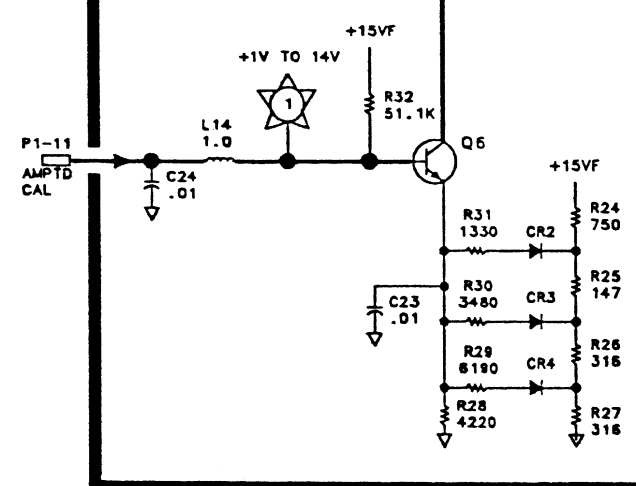 +15VF
+1V TO 14V
1
R32
51.1K
L14
1.0
Q6
P1-11
AMPTD
CAL
C24
.01
+15VF
R24
750
R31
1330
CR2
R25
147
R30
3480
CR3
C23
.01
R26
316
R29
6190
CR4
R28
4220
R27
316